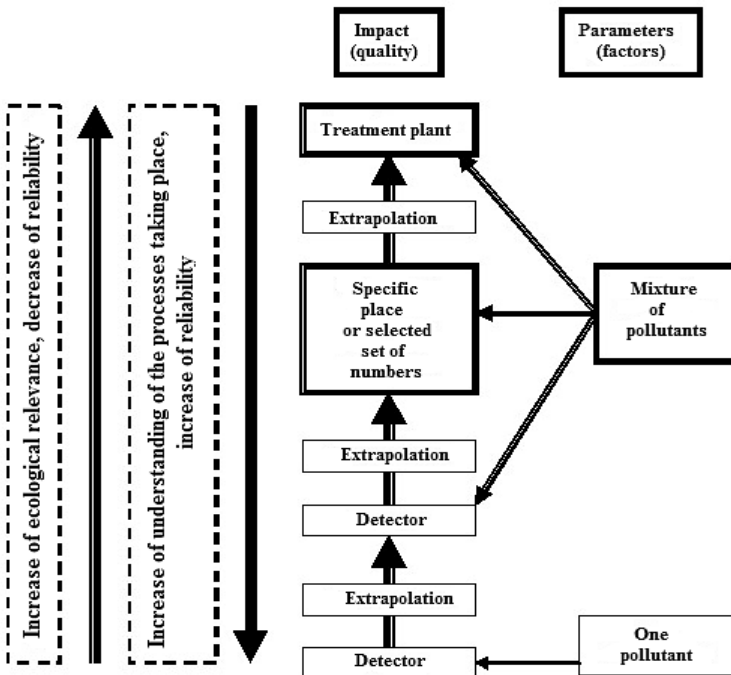 Impact
(quality)
Parameters
(factors)
Increase of ecological relevance, decrease of reliability
Increase of understanding of the processes taking place,
increase of reliability
Treatment plant
Extrapolation
Specific
place
or selected
set of
numbers
Mixture
of
pollutants
Extrapolation
Detector
Extrapolation
Detector
One
pollutant